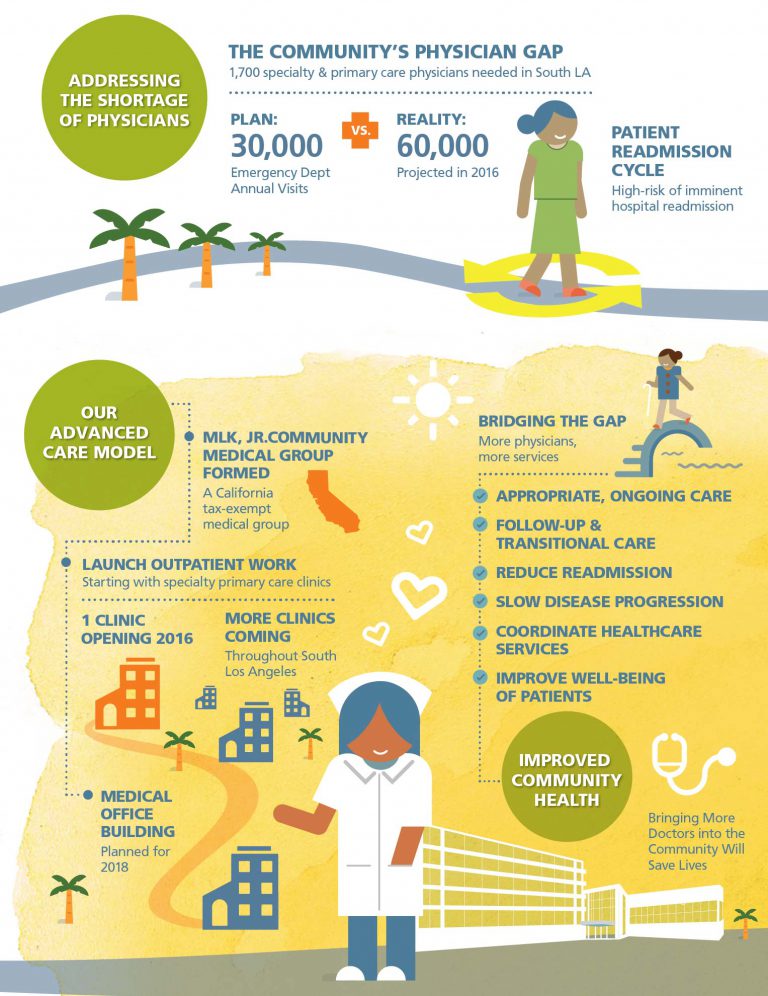 ADDRESSING
THE SHORTAGE
OF PHYSICIANS
THE COMMUNITY’S PHYSICIAN GAP
1,700 specialty & primary care physicians needed in South LA
PLAN:
30,000
Emergency Dept
Annual Visits
VS.
REALITY:
60,000
Projected in 2016
PATIENT
READMISSION
CYCLE
High-risk of imminent
hospital readmission
OUR
ADVANCED
CARE MODEL
MLK, JR.COMMUNITY
MEDICAL GROUP
FORMED
A California
tax-exempt
medical group
LAUNCH OUTPATIENT WORK
Starting with specialty primary care clinics
1 CLINIC
OPENING 2016
MORE CLINICS
COMING
Throughout South
Los Angeles
MEDICAL
OFFICE
BUILDING
Planned for
2018
BRIDGING THE GAP
More physicians,
more services
APPROPRIATE, ONGOING CARE
FOLLOW-UP &
TRANSITIONAL CARE
REDUCE READMISSION
SLOW DISEASE PROGRESSION
COORDINATE HEALTHCARE
SERVICES
IMPROVE WELL-BEING
OF PATIENTS
IMPROVED
COMMUNITY
HEALTH
Bringing More
Doctors into the
Community Will
Save Lives